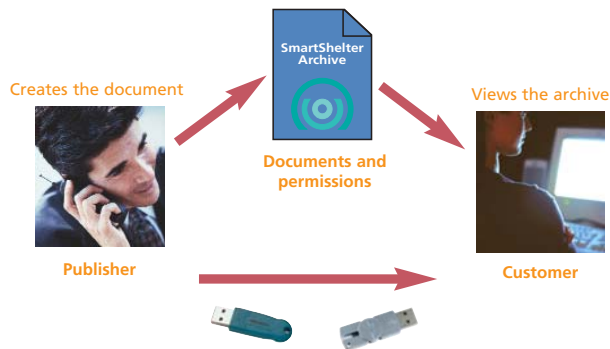 SmartShelter
Archive
Creates the document
Views the archive
Documents and
permissions
Publisher
Customer